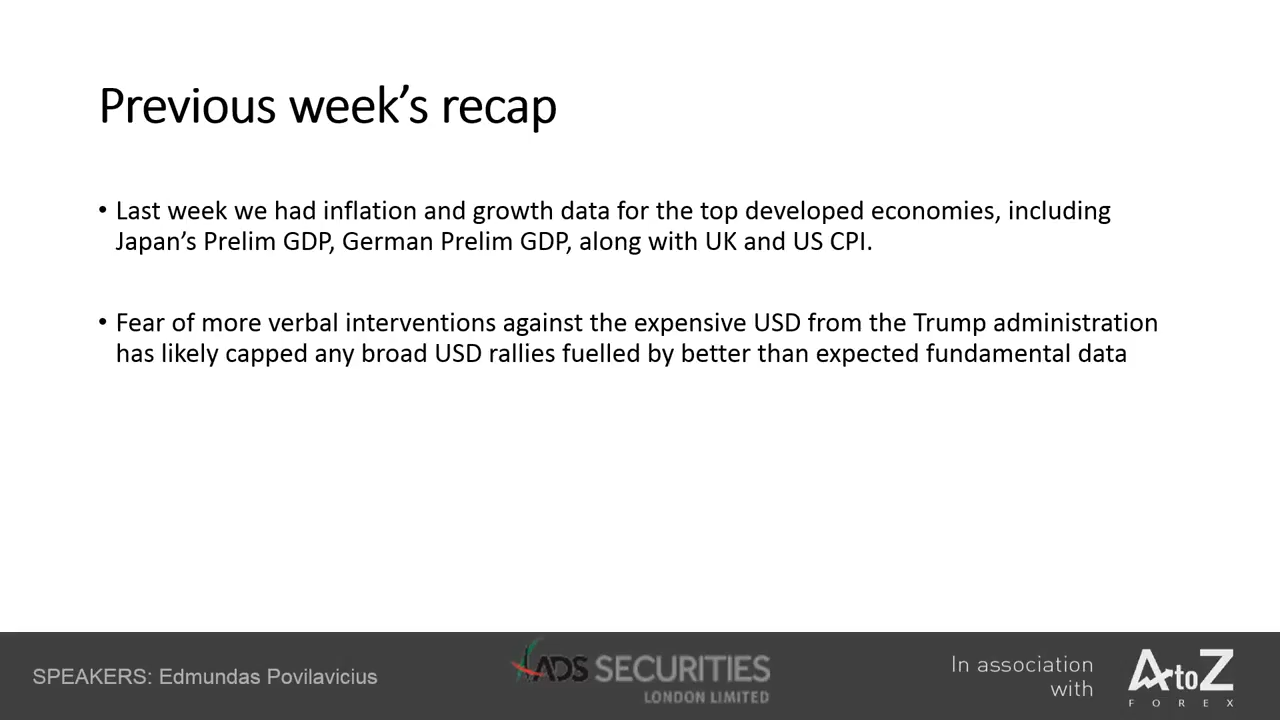 Previous week’s recap
• Last week we had inflation and growth data for the top developed economies, including
Japan’s Prelim GDP, German Prelim GDP, along with UK and US CPI.
• Fear of more verbal interventions against the expensive USD from the Trump administration
has likely capped any broad USD rallies fuelled by better than expected fundamental data
SPEAKERS: Edmundas Povilavicius
ADS SECURITIES
LONDON LIMITED
In association
with
AtoZ
FOREX